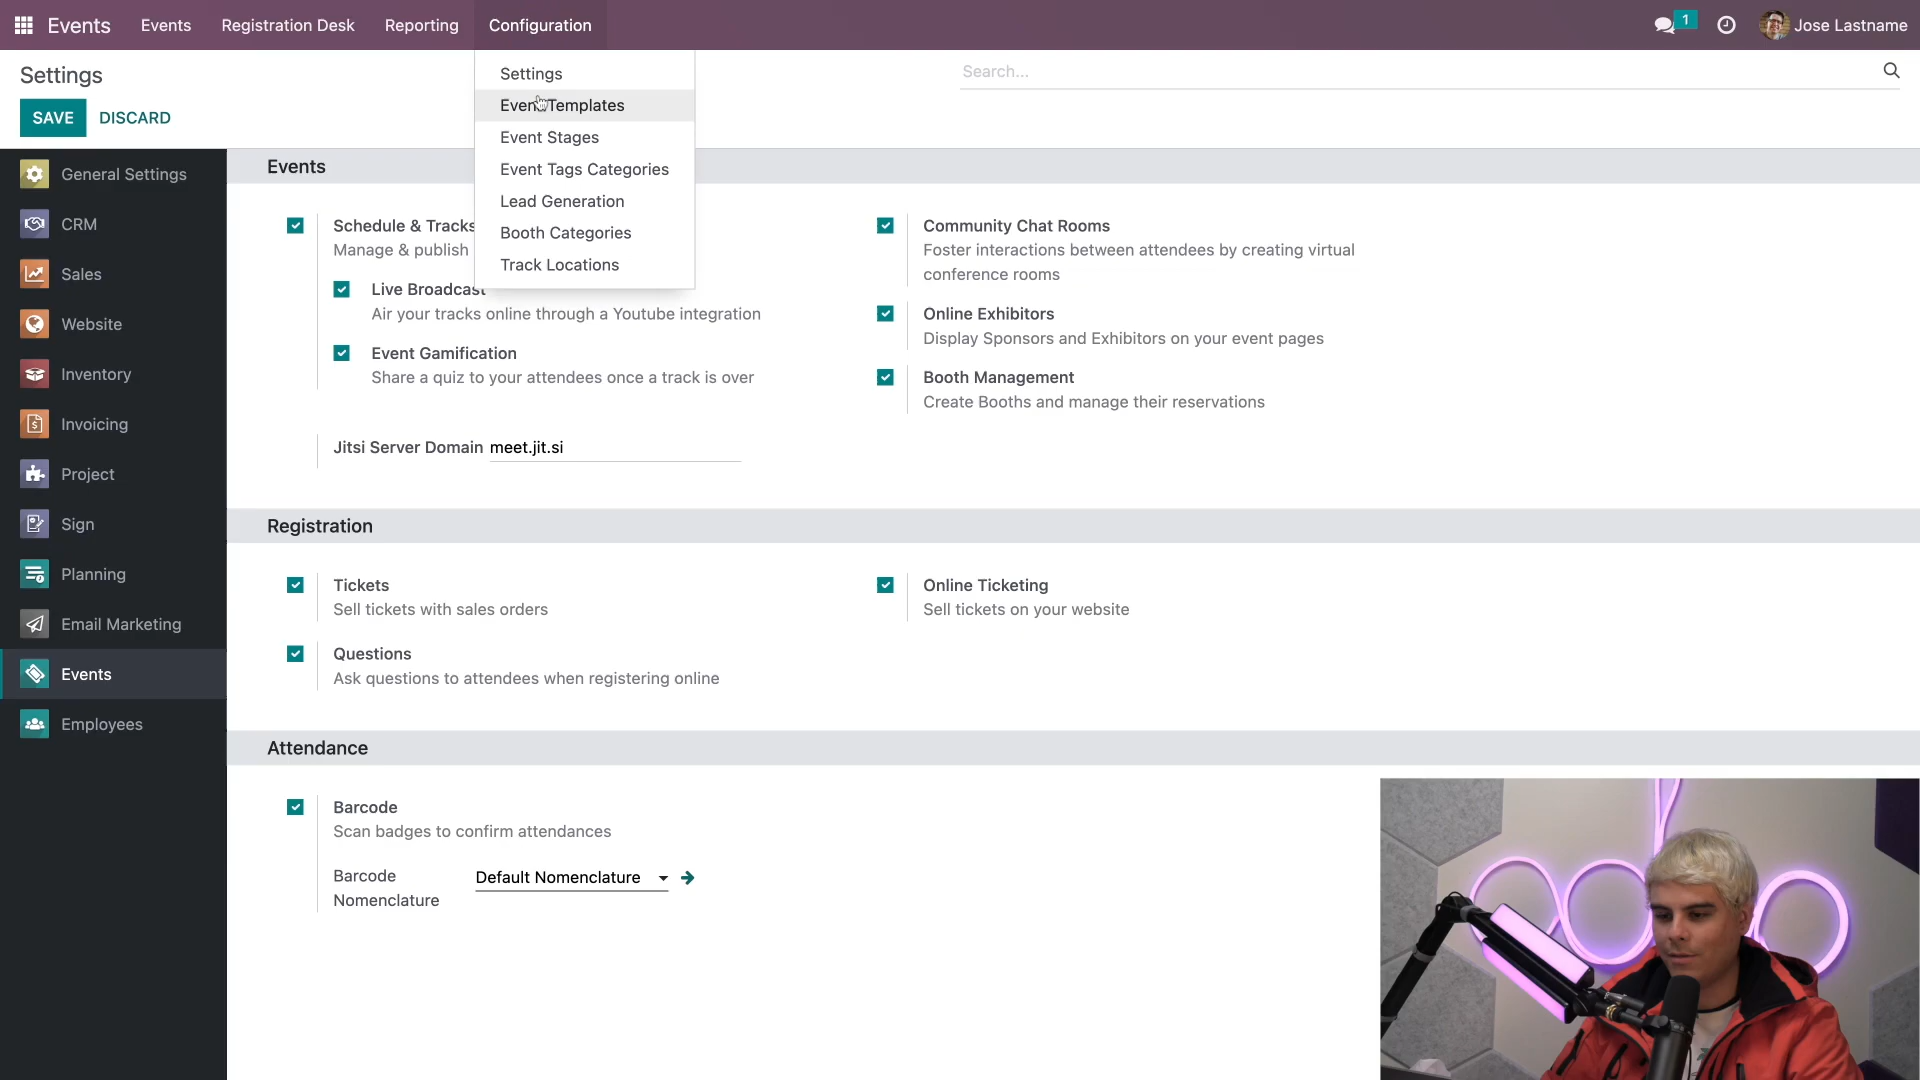 Events
Events
Registration Desk
Reporting
Configuration
1
Jose Lastname
Settings
Search...
SAVE
DISCARD
Settings
Event Templates
Event Stages
Event Tags Categories
Lead Generation
Booth Categories
Track Locations
General Settings
CRM
Sales
Website
Inventory
Invoicing
Project
Sign
Planning
Email Marketing
Events
Employees
Events
Schedule & Tracks
Manage & publish
Live Broadcast
Air your tracks online through a Youtube integration
Event Gamification
Share a quiz to your attendees once a track is over
Jitsi Server Domain meet.jit.si
Community Chat Rooms
Foster interactions between attendees by creating virtual
conference rooms
Online Exhibitors
Display Sponsors and Exhibitors on your event pages
Booth Management
Create Booths and manage their reservations
Registration
Tickets
Sell tickets with sales orders
Online Ticketing
Sell tickets on your website
Questions
Ask questions to attendees when registering online
Attendance
Barcode
Scan badges to confirm attendances
Barcode
Nomenclature
Default Nomenclature